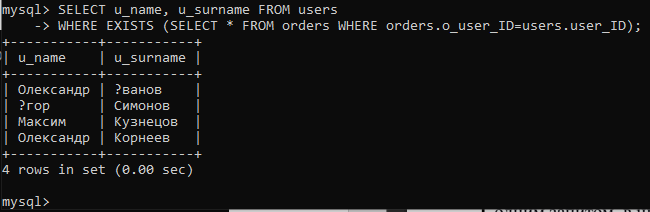 mysql> SELECT u_name, u_surname FROM users
    -> WHERE EXISTS (SELECT * FROM orders WHERE orders.o_user_ID=users.user_ID);
+-----------+-----------+
| u_name    | u_surname |
+-----------+-----------+
| Олександр | ?ванов    |
| ?гор      | Симонов   |
| Максим    | Кузнецов  |
| Олександр | Корнеев   |
+-----------+-----------+
4 rows in set (0.00 sec)
mysql>